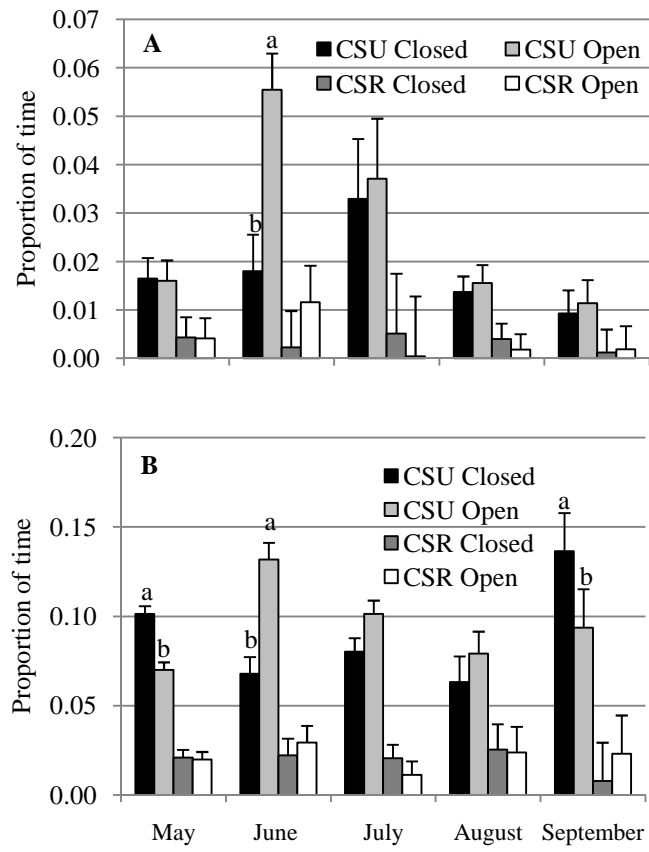 0.07
0.06
0.05
0.04
0.03
0.02
0.01
0.00
Proportion of time
A
a
b
CSU Closed
CSU Open
CSR Closed
CSR Open
0.20
0.15
0.10
0.05
0.00
Proportion of time
B
CSU Closed
CSU Open
CSR Closed
CSR Open
a
b
b
a
a
b
May
June
July
August
September